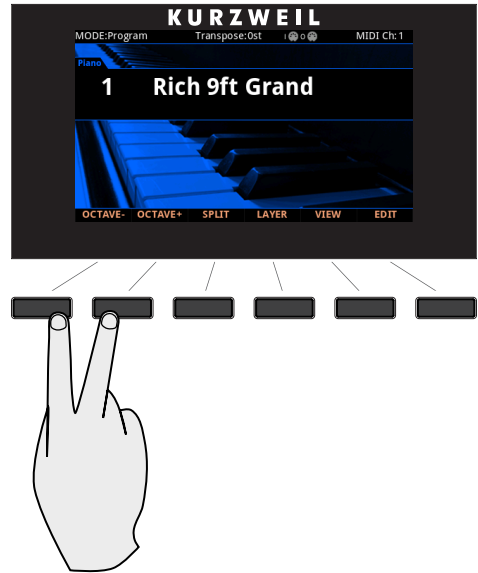 KURZWEIL
MODE:Program Transpose:0st I O MIDI Ch:1
Piano
1 Rich 9ft Grand
OCTAVE- OCTAVE+ SPLIT LAYER VIEW EDIT